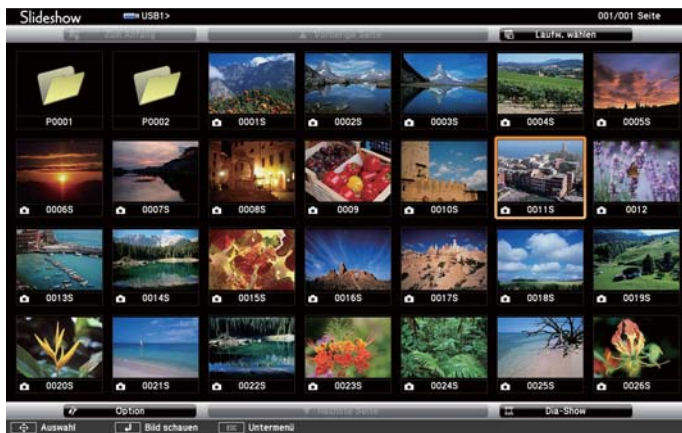 Slideshow USB1> 001/001 Seite
Zum Anfang ▲ Vorherige Seite Laufw. wählen
P0001 P0002 0001S 0002S 0003S 0004S 0005S
0006S 0007S 0008S 0009 0010S 0011S 0012
0013S 0014S 0015S 0016S 0017S 0018S 0019S
0020S 0021S 0022S 0023S 0024S 0025S 0026S
Option ▼ Nächste Seite Dia-Show
Auswahl Bild schauen ESC Untermenü